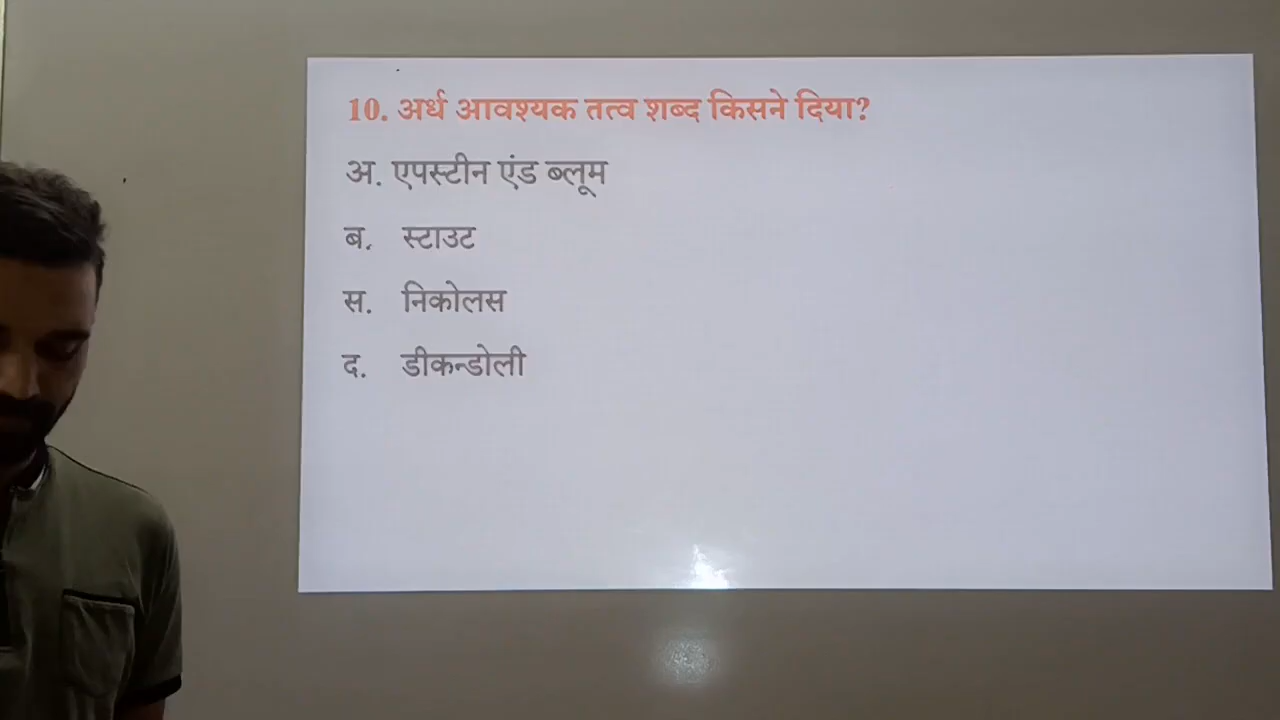 10. अर्ध आवश्यक तत्व शब्द किसने दिया?
अ. एपस्टीन एंड ब्लूम
ब. स्टाउट
स. निकोलस
द. डीकन्डोली